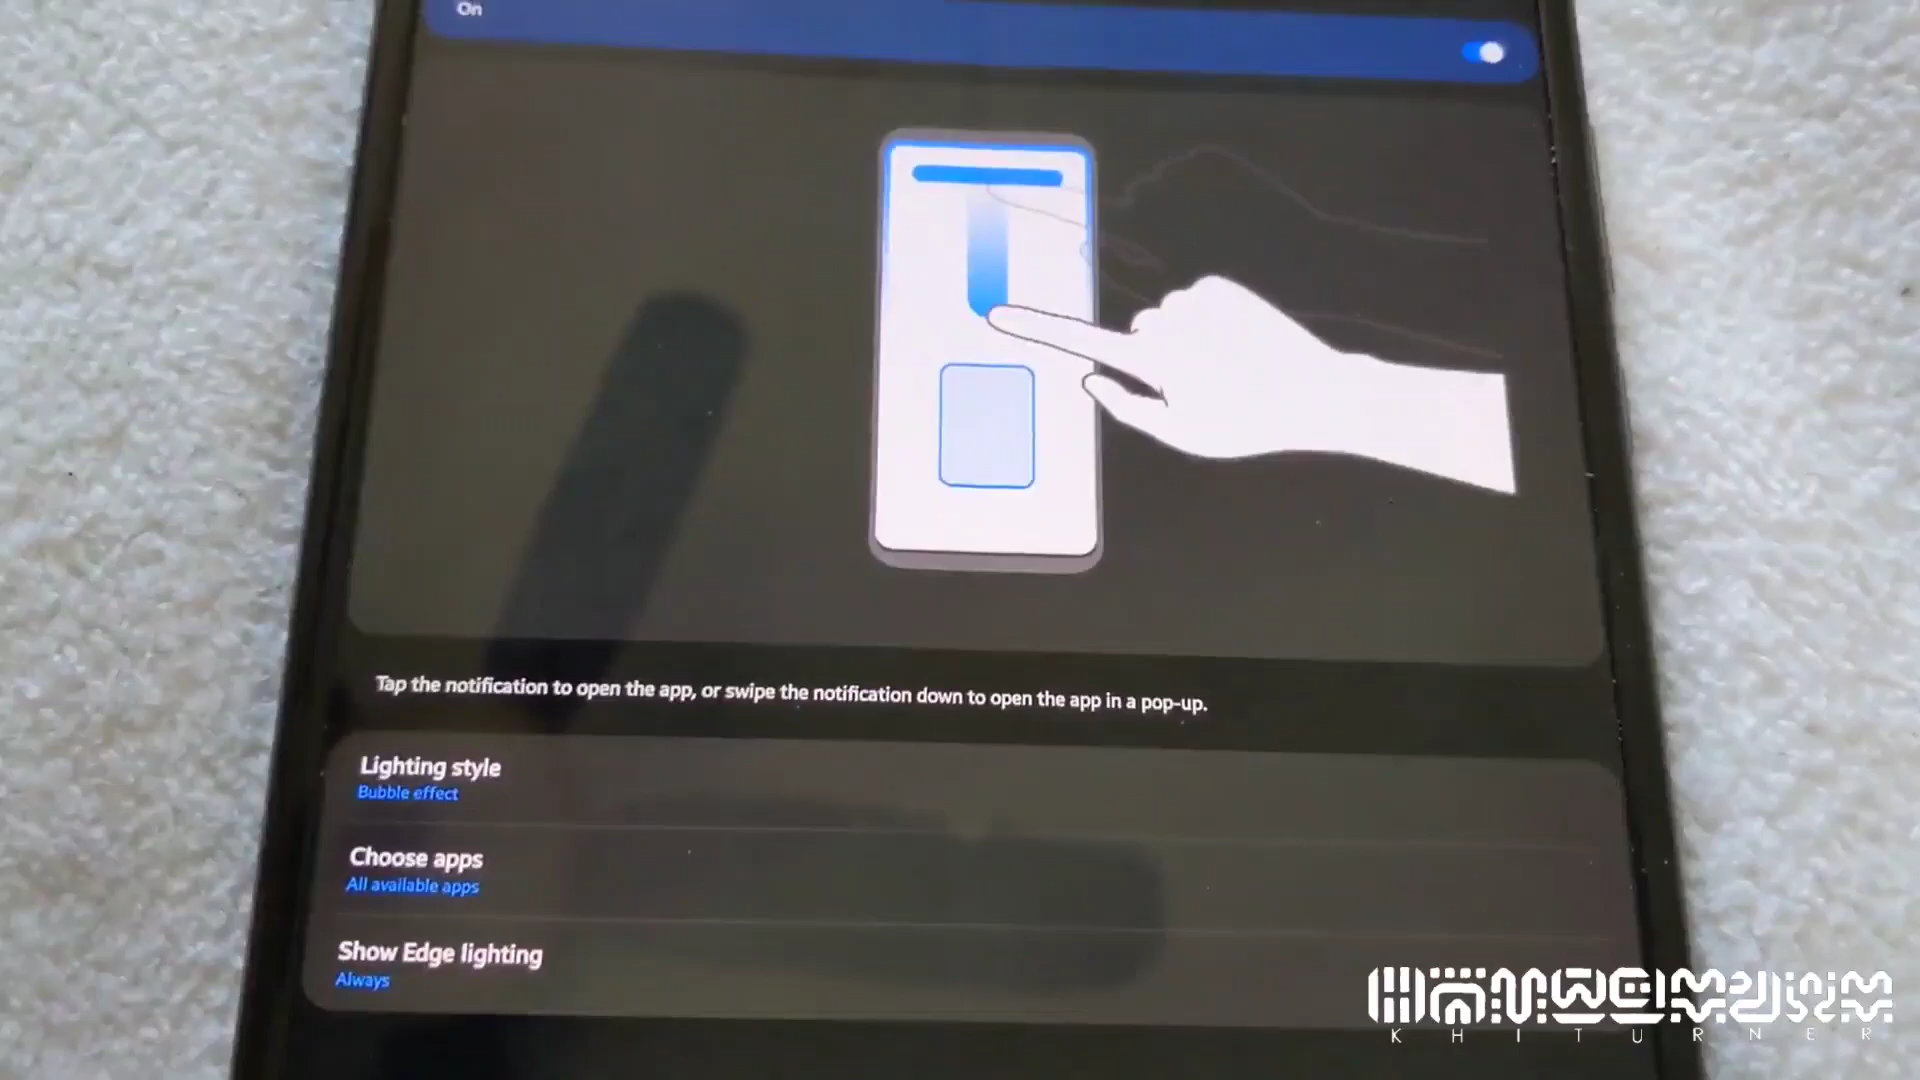 On
Tap the notification to open the app, or swipe the notification down to open the app in a pop-up.
Lighting style
Bubble effect
Choose apps
All available apps
Show Edge lighting
Always
KHITURNER